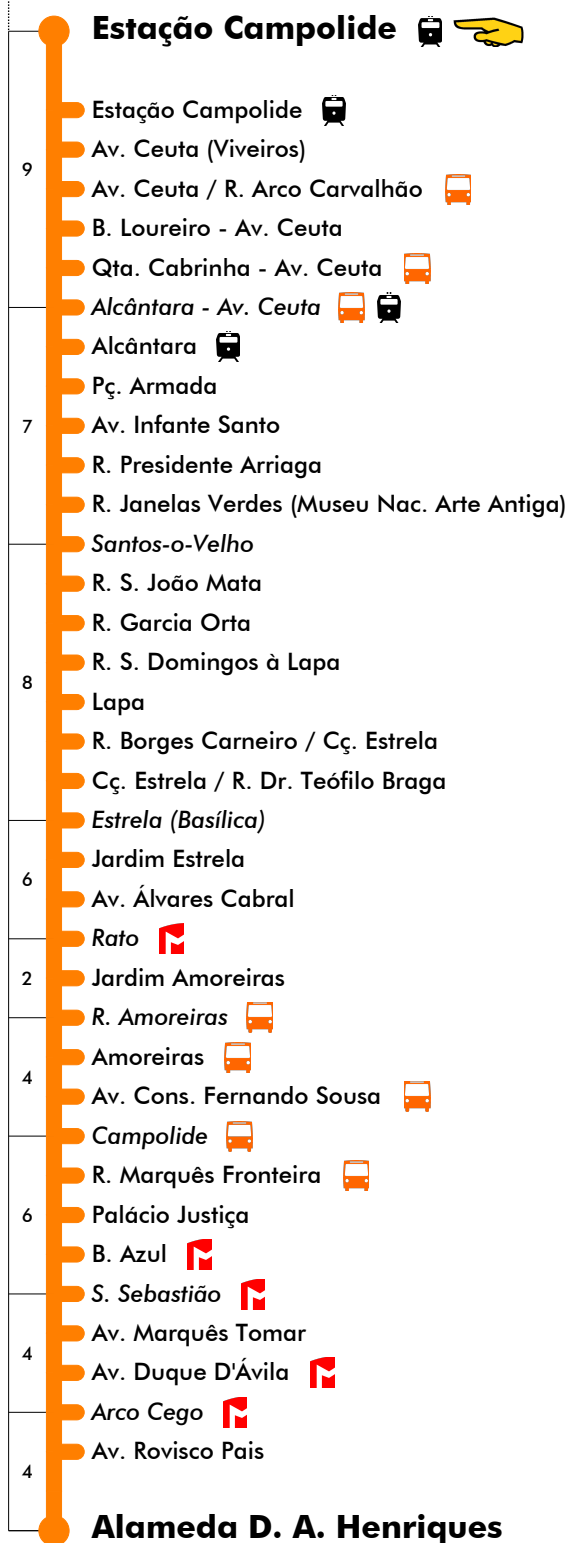 Estação Campolide
Estação Campolide
Av. Ceuta (Viveiros)
9
Av. Ceuta / R. Arco Carvalhão
B. Loureiro - Av. Ceuta
Qta. Cabrinha - Av. Ceuta
Alcântara - Av. Ceuta
Alcântara
Pç. Armada
7
Av. Infante Santo
R. Presidente Arriaga
R. Janelas Verdes (Museu Nac. Arte Antiga)
Santos-o-Velho
R. S. João Mata
R. Garcia Orta
R. S. Domingos à Lapa
8
Lapa
R. Borges Carneiro / Cç. Estrela
Cç. Estrela / R. Dr. Teófilo Braga
Estrela (Basílica)
Jardim Estrela
6
Av. Álvares Cabral
Rato
2
Jardim Amoreiras
R. Amoreiras
Amoreiras
4
Av. Cons. Fernando Sousa
Campolide
R. Marquês Fronteira
6
Palácio Justiça
B. Azul
S. Sebastião
Av. Marquês Tomar
4
Av. Duque D'Ávila
Arco Cego
Av. Rovisco Pais
4
Alameda D. A. Henriques